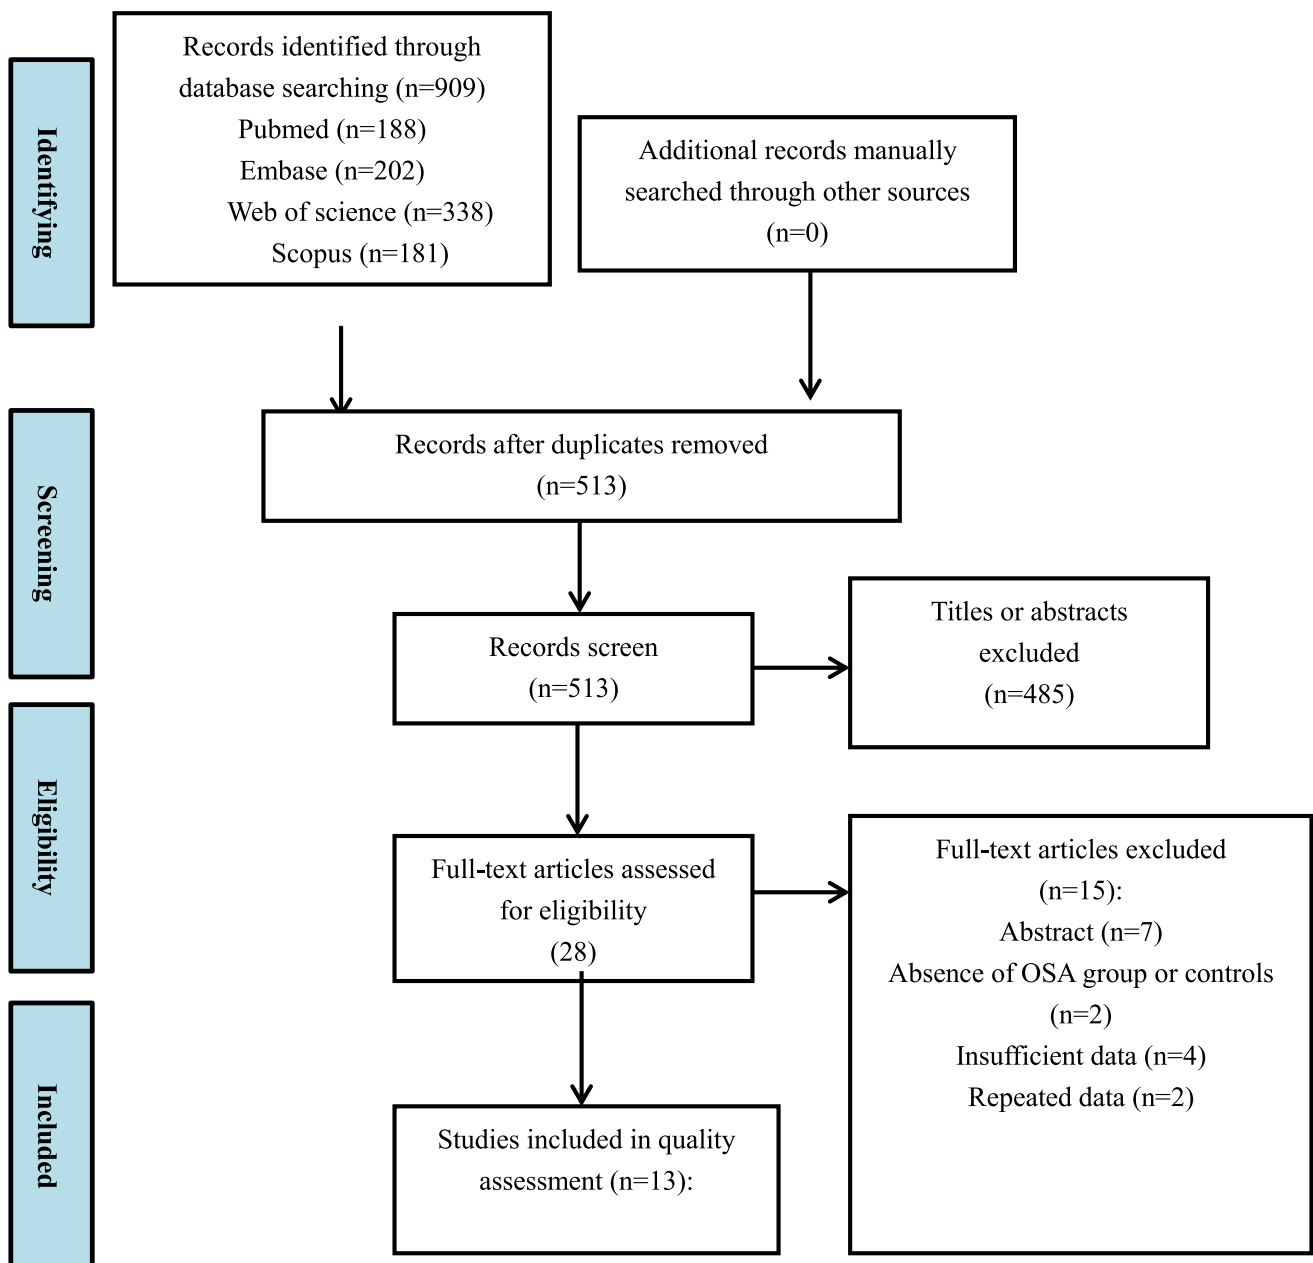 Identifying
Records identified through
database searching (n=909)
Pubmed (n=188)
Embase (n=202)
Web of science (n=338)
Scopus (n=181)
Additional records manually
searched through other sources
(n=0)
Screening
Records after duplicates removed
(n=513)
Records screen
(n=513)
Titles or abstracts
excluded
(n=485)
Eligibility
Full-text articles assessed
for eligibility
(28)
Full-text articles excluded
(n=15):
Abstract (n=7)
Absence of OSA group or controls
(n=2)
Insufficient data (n=4)
Repeated data (n=2)
Included
Studies included in quality
assessment (n=13):